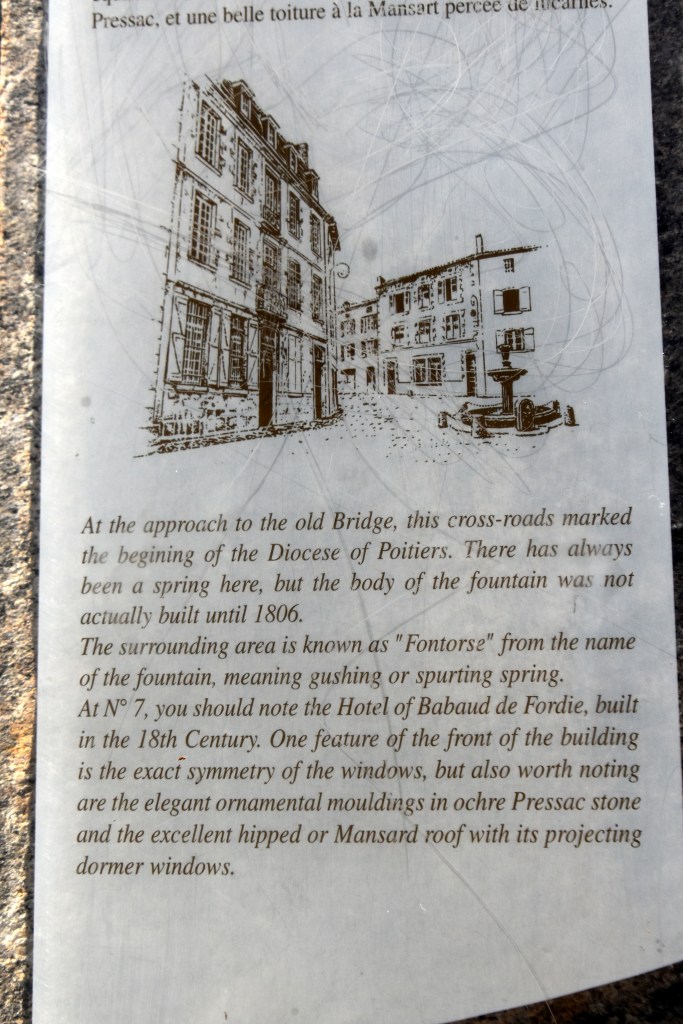 Pressac, et une belle toiture à la Mansart percée de lucarnes.
At the approach to the old Bridge, this cross-roads marked
the begining of the Diocese of Poitiers. There has always
been a spring here, but the body of the fountain was not
actually built until 1806.
The surrounding area is known as "Fontorse" from the name
of the fountain, meaning gushing or spurting spring.
At N° 7, you should note the Hotel of Babaud de Fordie, built
in the 18th Century. One feature of the front of the building
is the exact symmetry of the windows, but also worth noting
are the elegant ornamental mouldings in ochre Pressac stone
and the excellent hipped or Mansard roof with its projecting
dormer windows.